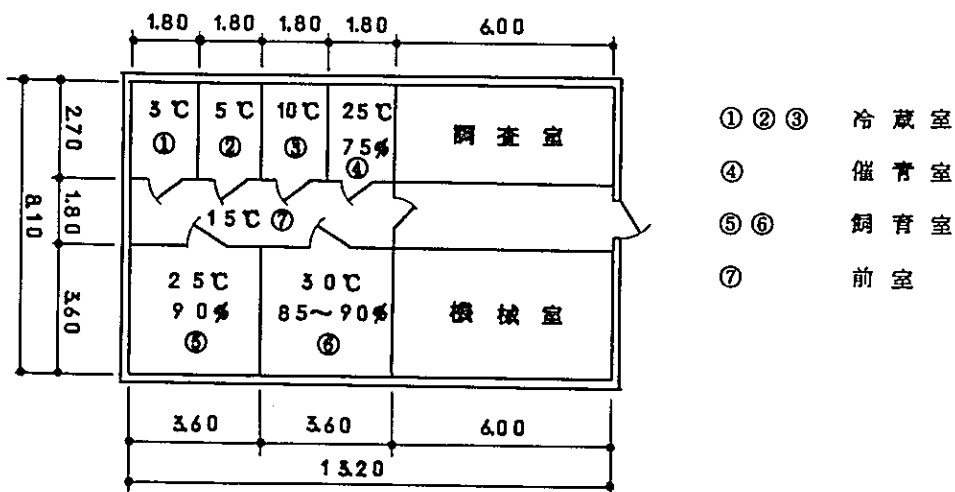 1.80 1.80 1.80 1.80 6.00
2.70
1.80
3.60
8.10
3℃ 5℃ 10℃ 25℃
75%
① ② ③ ④
調査室
15℃ ⑦
25℃
90%
⑤
30℃
85～90%
⑥
機械室
3.60 3.60 6.00
13.20
①②③ 冷蔵室
④ 催青室
⑤⑥ 飼育室
⑦ 前室